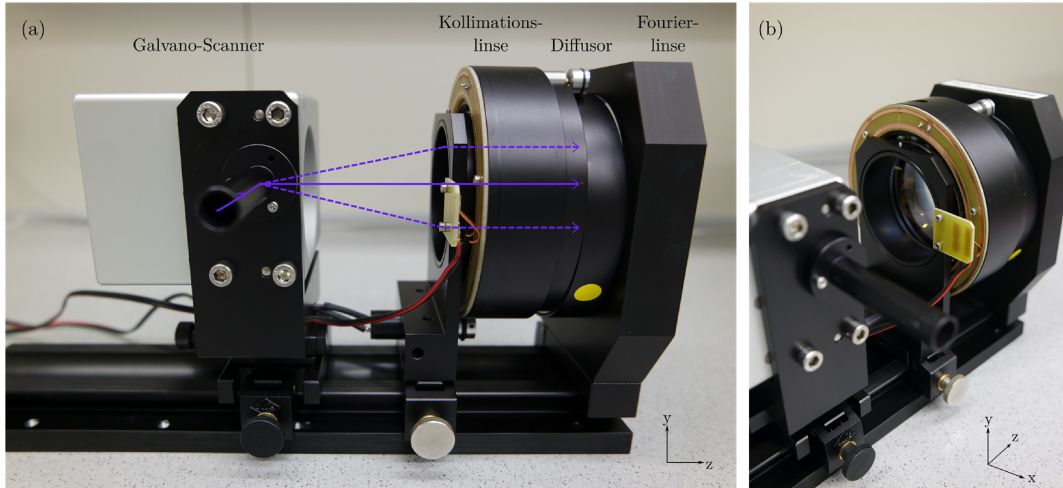 (a)
Galvano-Scanner
Kollimations-
linse
Diffusor
Fourier-
linse
y
z
(b)
y
z
x